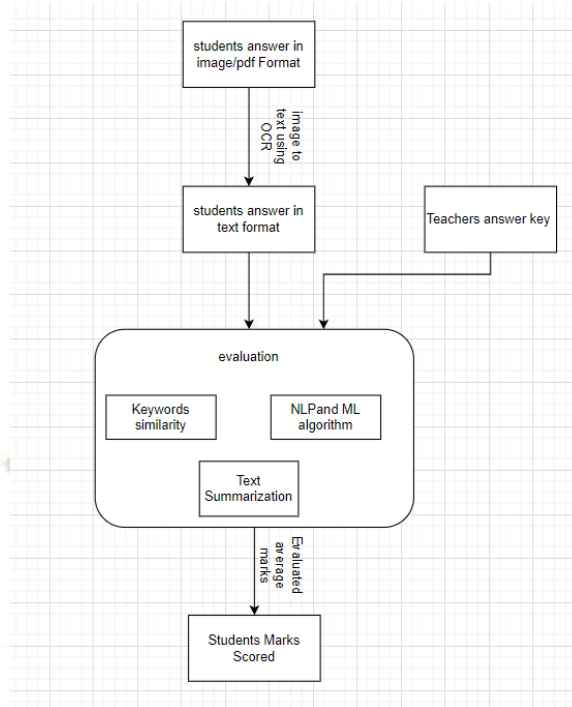 students answer in
image/pdf Format
image to
text using
OCR
students answer in
text format
Teachers answer key
evaluation
Keywords
similarity
NLPand ML
algorithm
Text
Summarization
Evaluated
average
marks
Students Marks
Scored